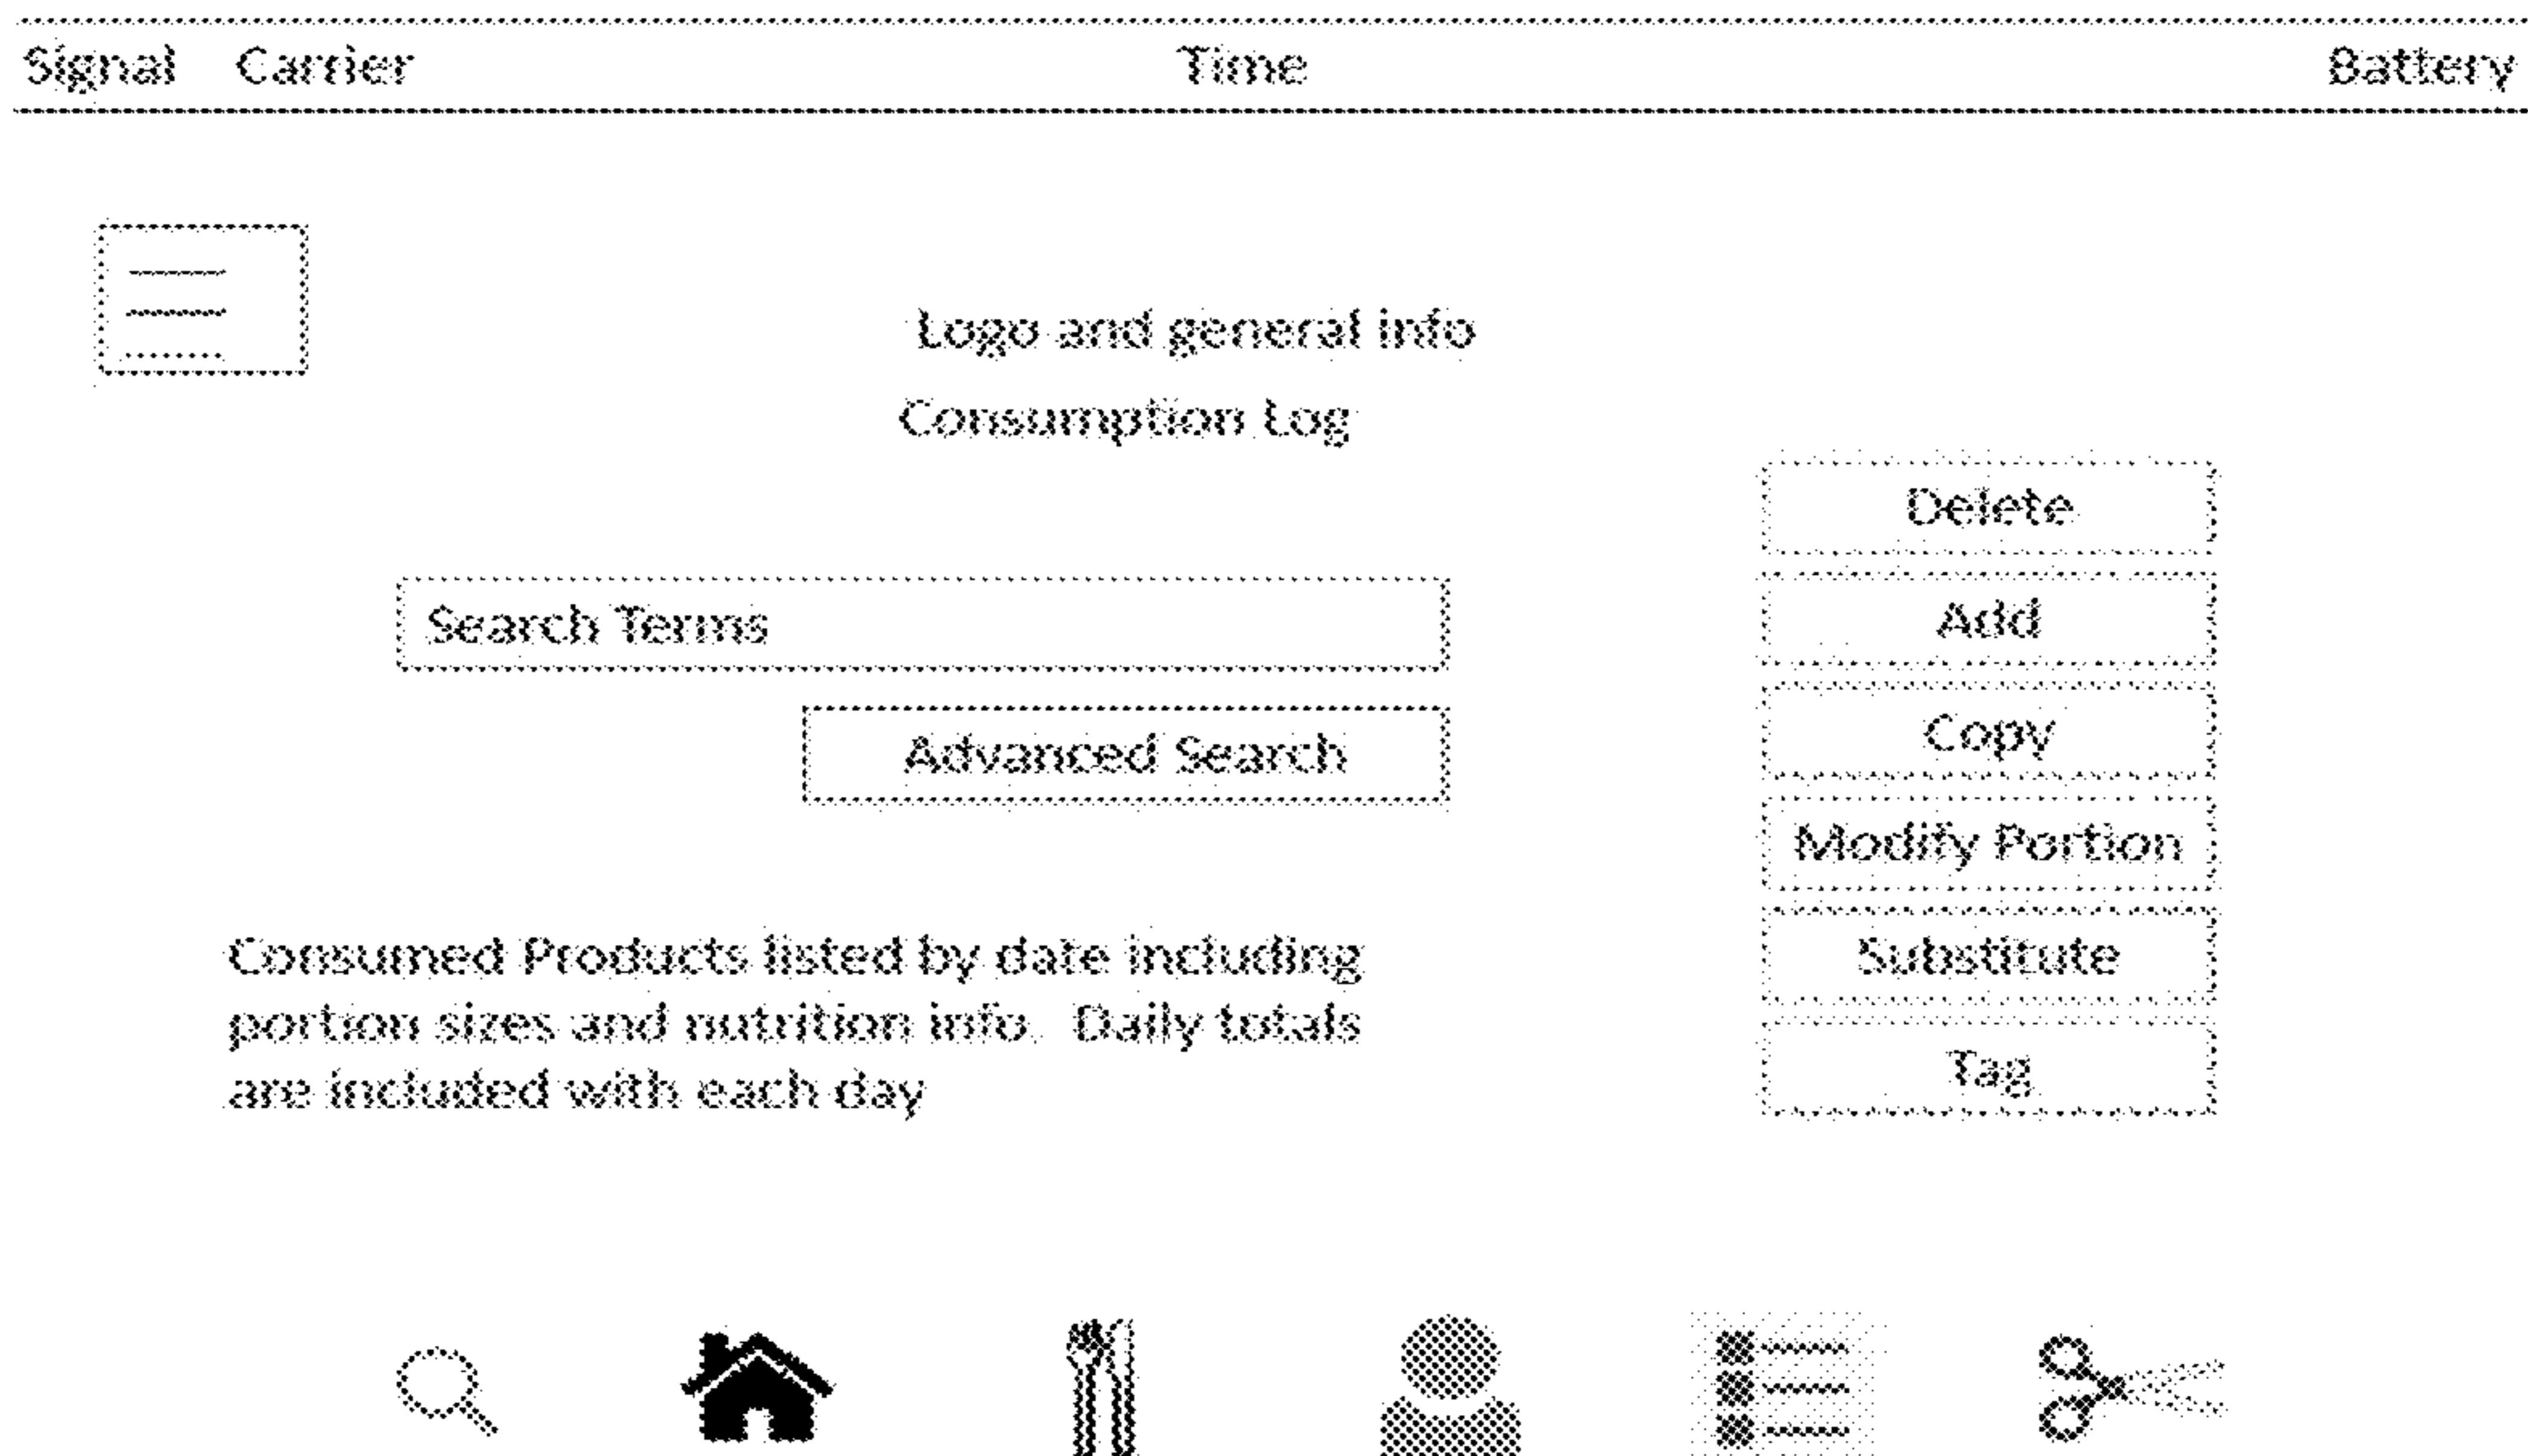 Signal Carrier Time Battery
Logo and general info
Consumption Log
Delete
Search Terms
Add
Advanced Search
Copy
Modify Portion
Consumed Products listed by date including
portion sizes and nutrition info. Daily totals
are included with each day
Substitute
Tag